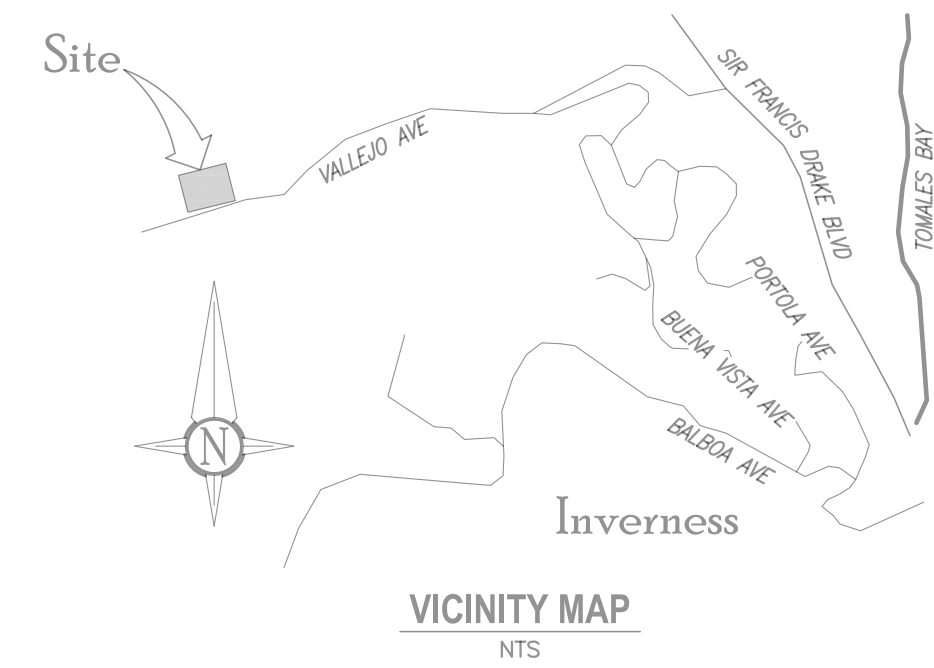 Site
SIR FRANCIS DRAKE BLVD
TOMALES BAY
VALLEJO AVE
PORTOLA AVE
BUENA VISTA AVE
BALBOA AVE
N
Inverness
VICINITY MAP
NTS